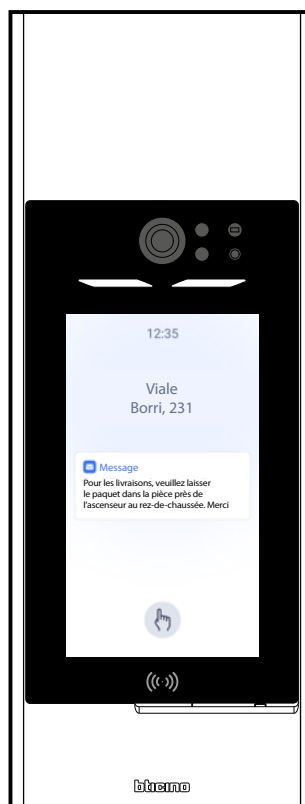 12:35
Viale
Borri, 231
Message
Pour les livraisons, veuillez laisser
le paquet dans la pièce près de
l'ascenseur au rez-de-chaussée. Merci
bticino